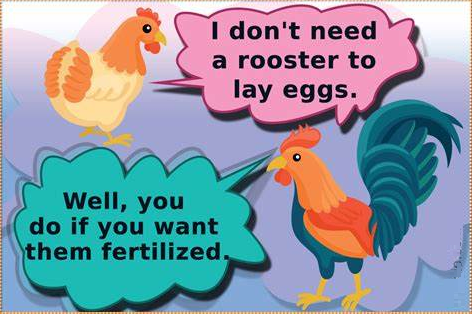 I don't need
a rooster to
lay eggs.
Well, you
do if you want
them fertilized.